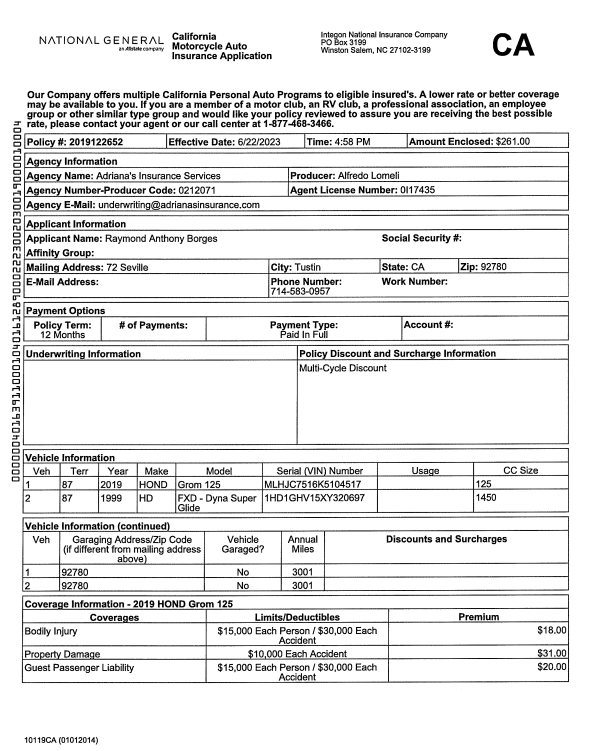 NATIONAL GENERAL
an Allstate company
California
Motorcycle Auto
Insurance Application
Integon National Insurance Company
PO Box 3199
Winston Salem, NC 27102-3199
CA
Our Company offers multiple California Personal Auto Programs to eligible insured's. A lower rate or better coverage
may be available to you. If you are a member of a motor club, an RV club, a professional association, an employee
group or other similar type group and would like your policy reviewed to assure you are receiving the best possible
rate, please contact your agent or our call center at 1-877-468-3466.
Policy #: 2019122652 Effective Date: 6/22/2023 Time: 4:58 PM Amount Enclosed: $261.00
Agency Information
Agency Name: Adriana's Insurance Services Producer: Alfredo Lomeli
Agency Number-Producer Code: 0212071 Agent License Number: 0I17435
Agency E-Mail: underwriting@adrianasinsurance.com
Applicant Information
Applicant Name: Raymond Anthony Borges Social Security #:
Affinity Group:
Mailing Address: 72 Seville City: Tustin State: CA Zip: 92780
E-Mail Address: Phone Number: Work Number:
714-583-0957
Payment Options
Policy Term: # of Payments: Payment Type: Account #:
12 Months Paid In Full
Underwriting Information Policy Discount and Surcharge Information
Multi-Cycle Discount
Vehicle Information
Veh Terr Year Make Model Serial (VIN) Number Usage CC Size
1 87 2019 HOND Grom 125 MLHJC7516K5104517 125
2 87 1999 HD FXD - Dyna Super 1HD1GHV15XY320697 1450
Glide
Vehicle Information (continued)
Veh Garaging Address/Zip Code Vehicle Annual Discounts and Surcharges
(if different from mailing address Garaged? Miles
above)
1 92780 No 3001
2 92780 No 3001
Coverage Information - 2019 HOND Grom 125
Coverages Limits/Deductibles Premium
Bodily Injury $15,000 Each Person / $30,000 Each $18.00
Accident
Property Damage $10,000 Each Accident $31.00
Guest Passenger Liability $15,000 Each Person / $30,000 Each $20.00
Accident
10119CA (01012014)